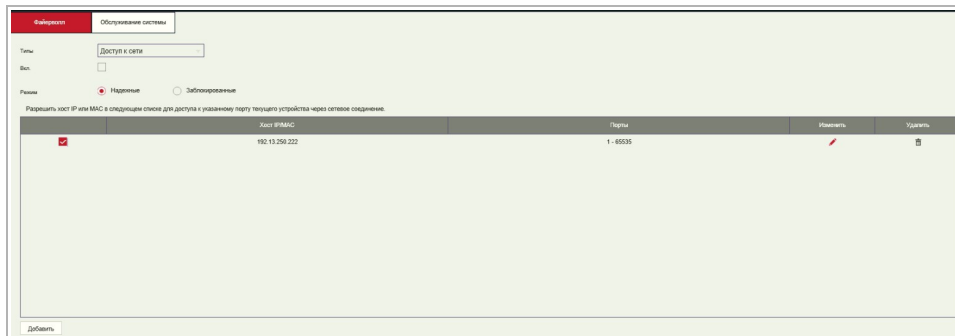 Файерволл Обслуживание системы
Типы Доступ к сети
Вкл.
Режим Надежные Заблокированные
Разрешить хост IP или MAC в следующем списке для доступа к указанному порту текущего устройства через сетевое соединение.
Хост IP/MAC Порты Изменить Удалить
192.13.250.222 1 - 65535
Добавить